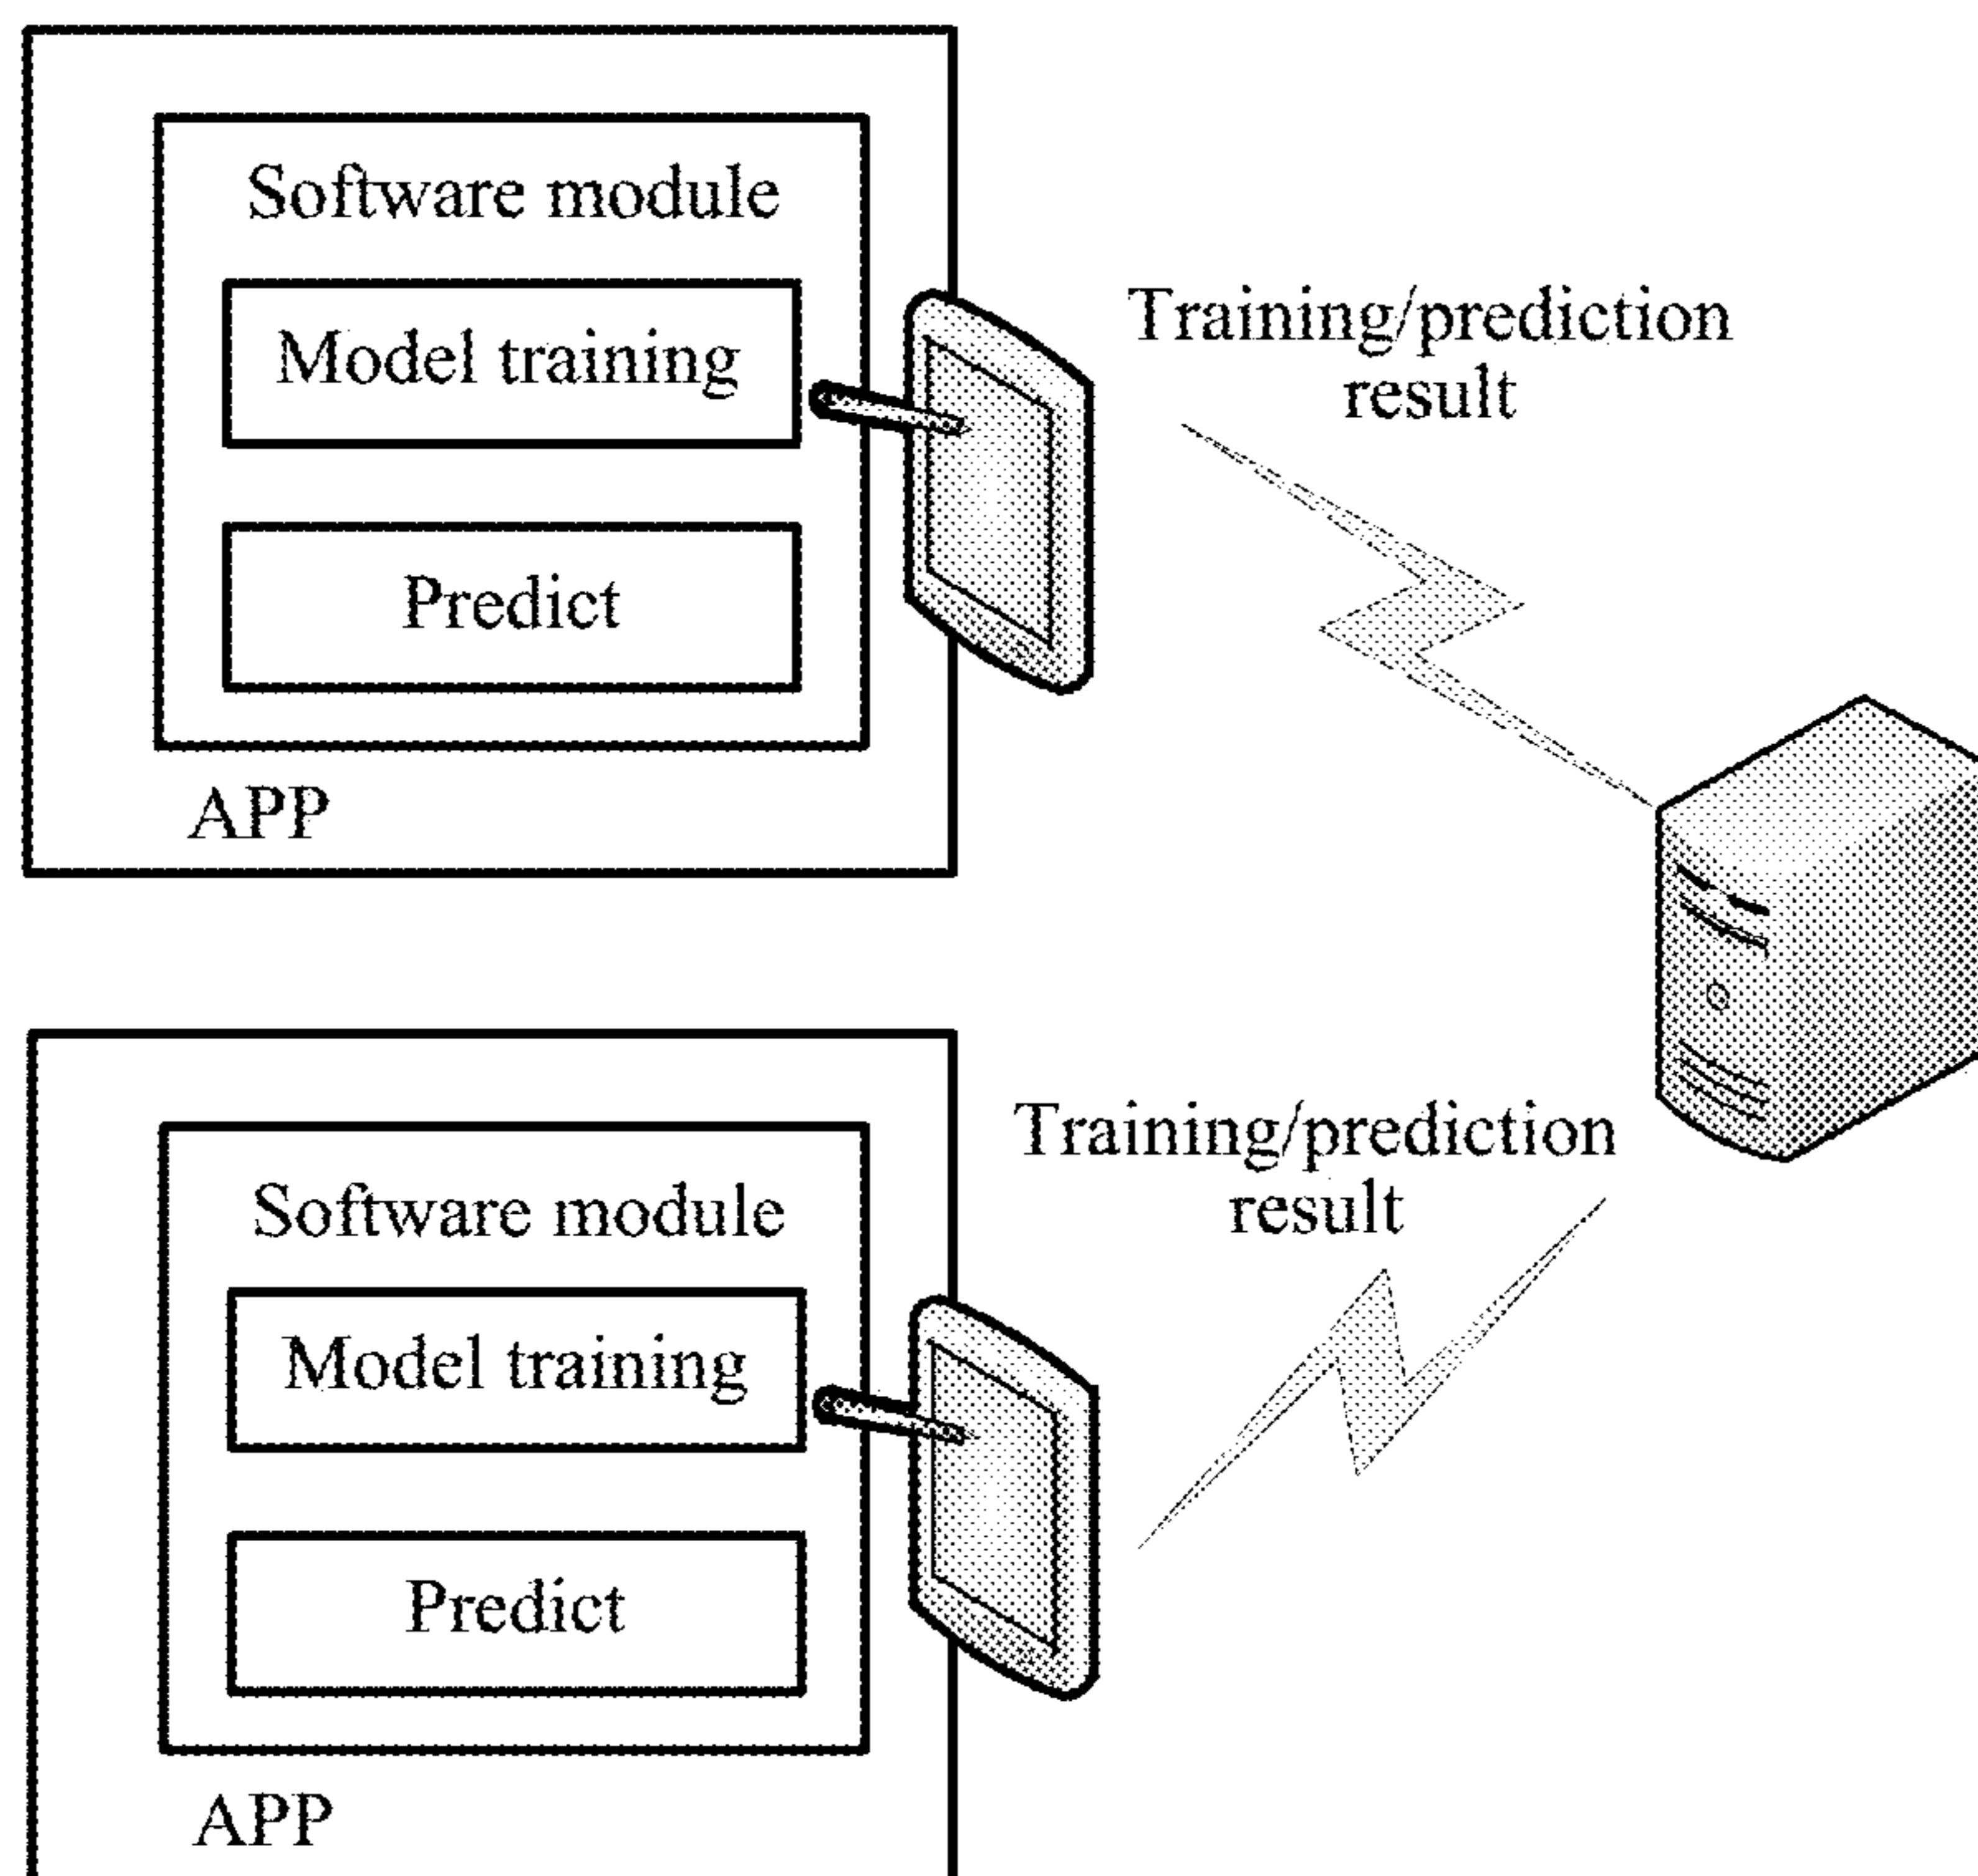 Software module
Model training
Predict
APP
Training/prediction
result
Software module
Model training
Predict
APP
Training/prediction
result